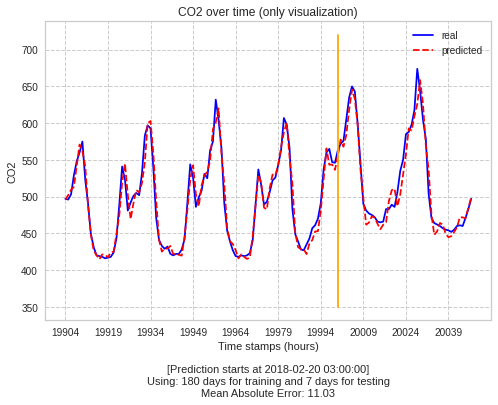 CO2 over time (only visualization)
real
predicted
CO2
700
650
600
550
500
450
400
350
19904 19919 19934 19949 19964 19979 19994 20009 20024 20039
Time stamps (hours)
[Prediction starts at 2018-02-20 03:00:00]
Using: 180 days for training and 7 days for testing
Mean Absolute Error: 11.03